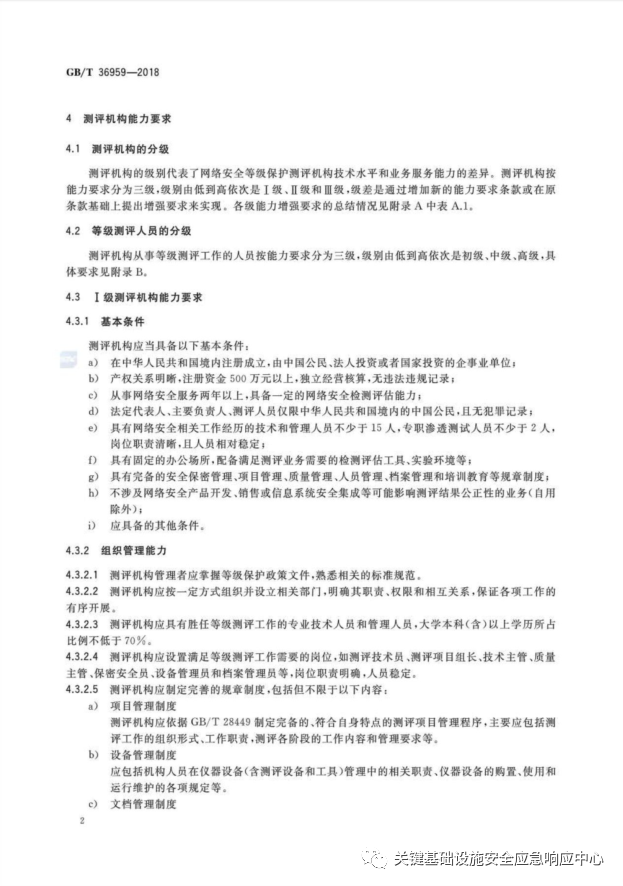 GB/T 36959—2018
4 测评机构能力要求
4.1 测评机构的分级
测评机构的级别代表了网络安全等级保护测评机构技术水平和业务服务能力的差异。测评机构按
能力要求分为三级,级别由低到高依次是Ⅰ级、Ⅱ级和Ⅲ级,级差是通过增加新的能力要求条款或在原
条款基础上提出增强要求来实现。各级能力增强要求的总结情况见附录 A 中表 A.1。
4.2 等级测评人员的分级
测评机构从事等级测评工作的人员按能力要求分为三级,级别由低到高依次是初级、中级、高级,具
体要求见附录 B。
4.3 Ⅰ级测评机构能力要求
4.3.1 基本条件
测评机构应当具备以下基本条件:
a) 在中华人民共和国境内注册成立,由中国公民、法人投资或者国家投资的企事业单位;
b) 产权关系明晰,注册资金 500 万元以上,独立经营核算,无违法违规记录;
c) 从事网络安全服务两年以上,具备一定的网络安全检测评估能力;
d) 法定代表人、主要负责人、测评人员仅限中华人民共和国境内的中国公民,且无犯罪记录;
e) 具有网络安全相关工作经历的技术和管理人员不少于 15 人,专职渗透测试人员不少于 2 人,
岗位职责清晰,且人员相对稳定;
f) 具有固定的办公场所,配备满足测评业务需要的检测评估工具、实验环境等;
g) 具有完备的安全保密管理、项目管理、质量管理、人员管理、档案管理和培训教育等规章制度;
h) 不涉及网络安全产品开发、销售或信息系统安全集成等可能影响测评结果公正性的业务(自用
除外);
i) 应具备的其他条件。
4.3.2 组织管理能力
4.3.2.1 测评机构管理者应掌握等级保护政策文件,熟悉相关的标准规范。
4.3.2.2 测评机构应按一定方式组织并设立相关部门,明确其职责、权限和相互关系,保证各项工作的
有序开展。
4.3.2.3 测评机构应具有胜任等级测评工作的专业技术人员和管理人员,大学本科(含)以上学历所占
比例不低于 70%。
4.3.2.4 测评机构应设置满足等级测评工作需要的岗位,如测评技术员、测评项目组长、技术主管、质量
主管、保密安全员、设备管理员和档案管理员等,岗位职责明确,人员稳定。
4.3.2.5 测评机构应制定完善的规章制度,包括但不限于以下内容:
a) 项目管理制度
测评机构应依据 GB/T 28449 制定完备的、符合自身特点的测评项目管理程序,主要应包括测
评工作的组织形式、工作职责,测评各阶段的工作内容和管理要求等。
b) 设备管理制度
应包括机构人员在仪器设备(含测评设备和工具)管理中的相关职责、仪器设备的购置、使用和
运行维护的各项规定等。
c) 文档管理制度
2
关键基础设施安全应急响应中心